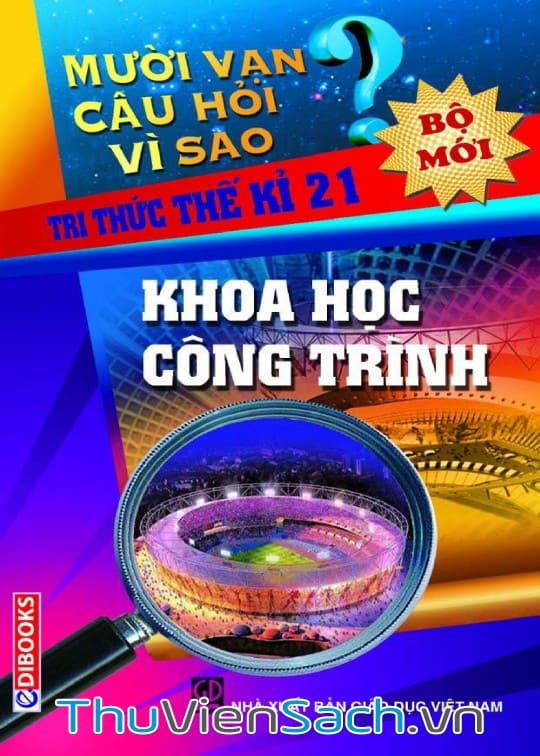 MƯỜI VẠN
CÂU HỎI
VÌ SAO
BỘ
MỚI
TRI THỨC THẾ KỈ 21
KHOA HỌC
CÔNG TRÌNH
EDIBOOKS
GD
NHÀ XUẤT BẢN GIÁO DỤC VIỆT NAM
ThuVienSach.vn